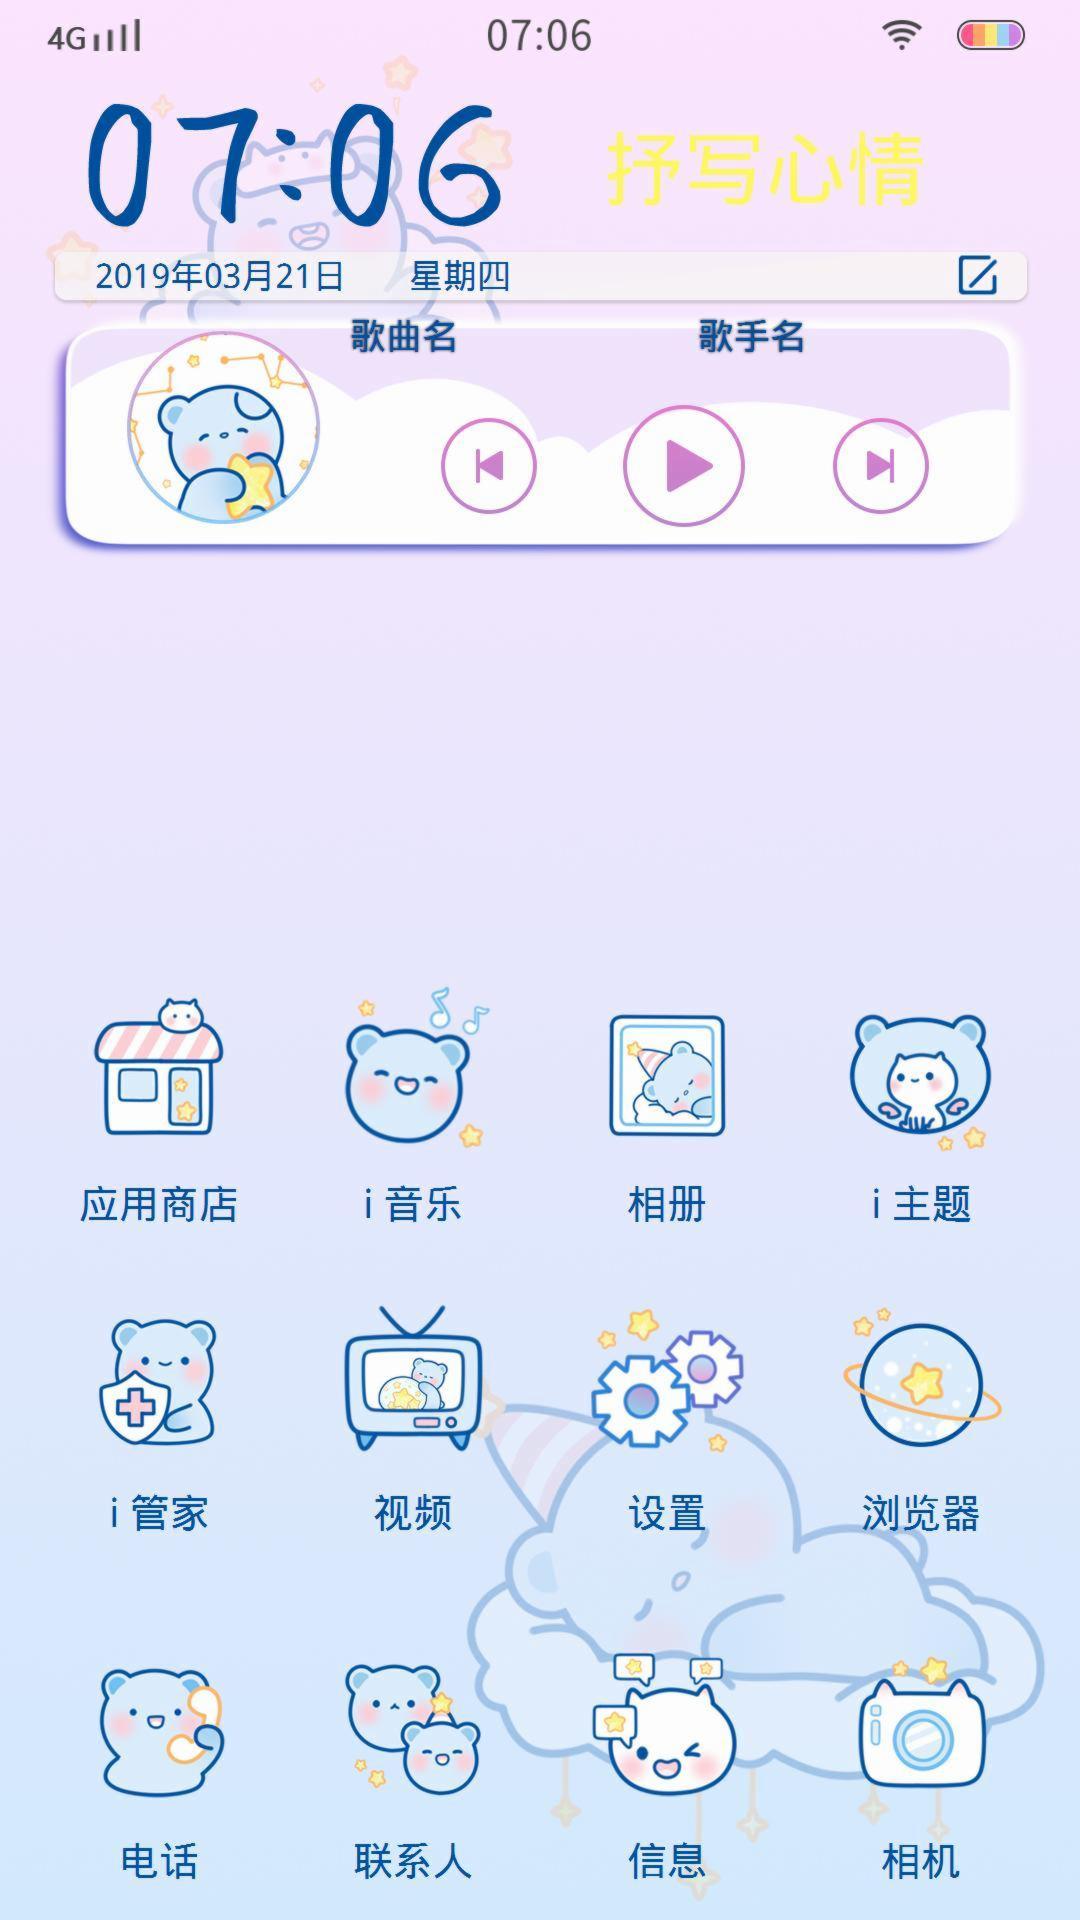 4G 07:06
07:06 抒写心情
2019年03月21日 星期四
歌曲名 歌手名
应用商店 i 音乐 相册 i 主题
i 管家 视频 设置 浏览器
电话 联系人 信息 相机